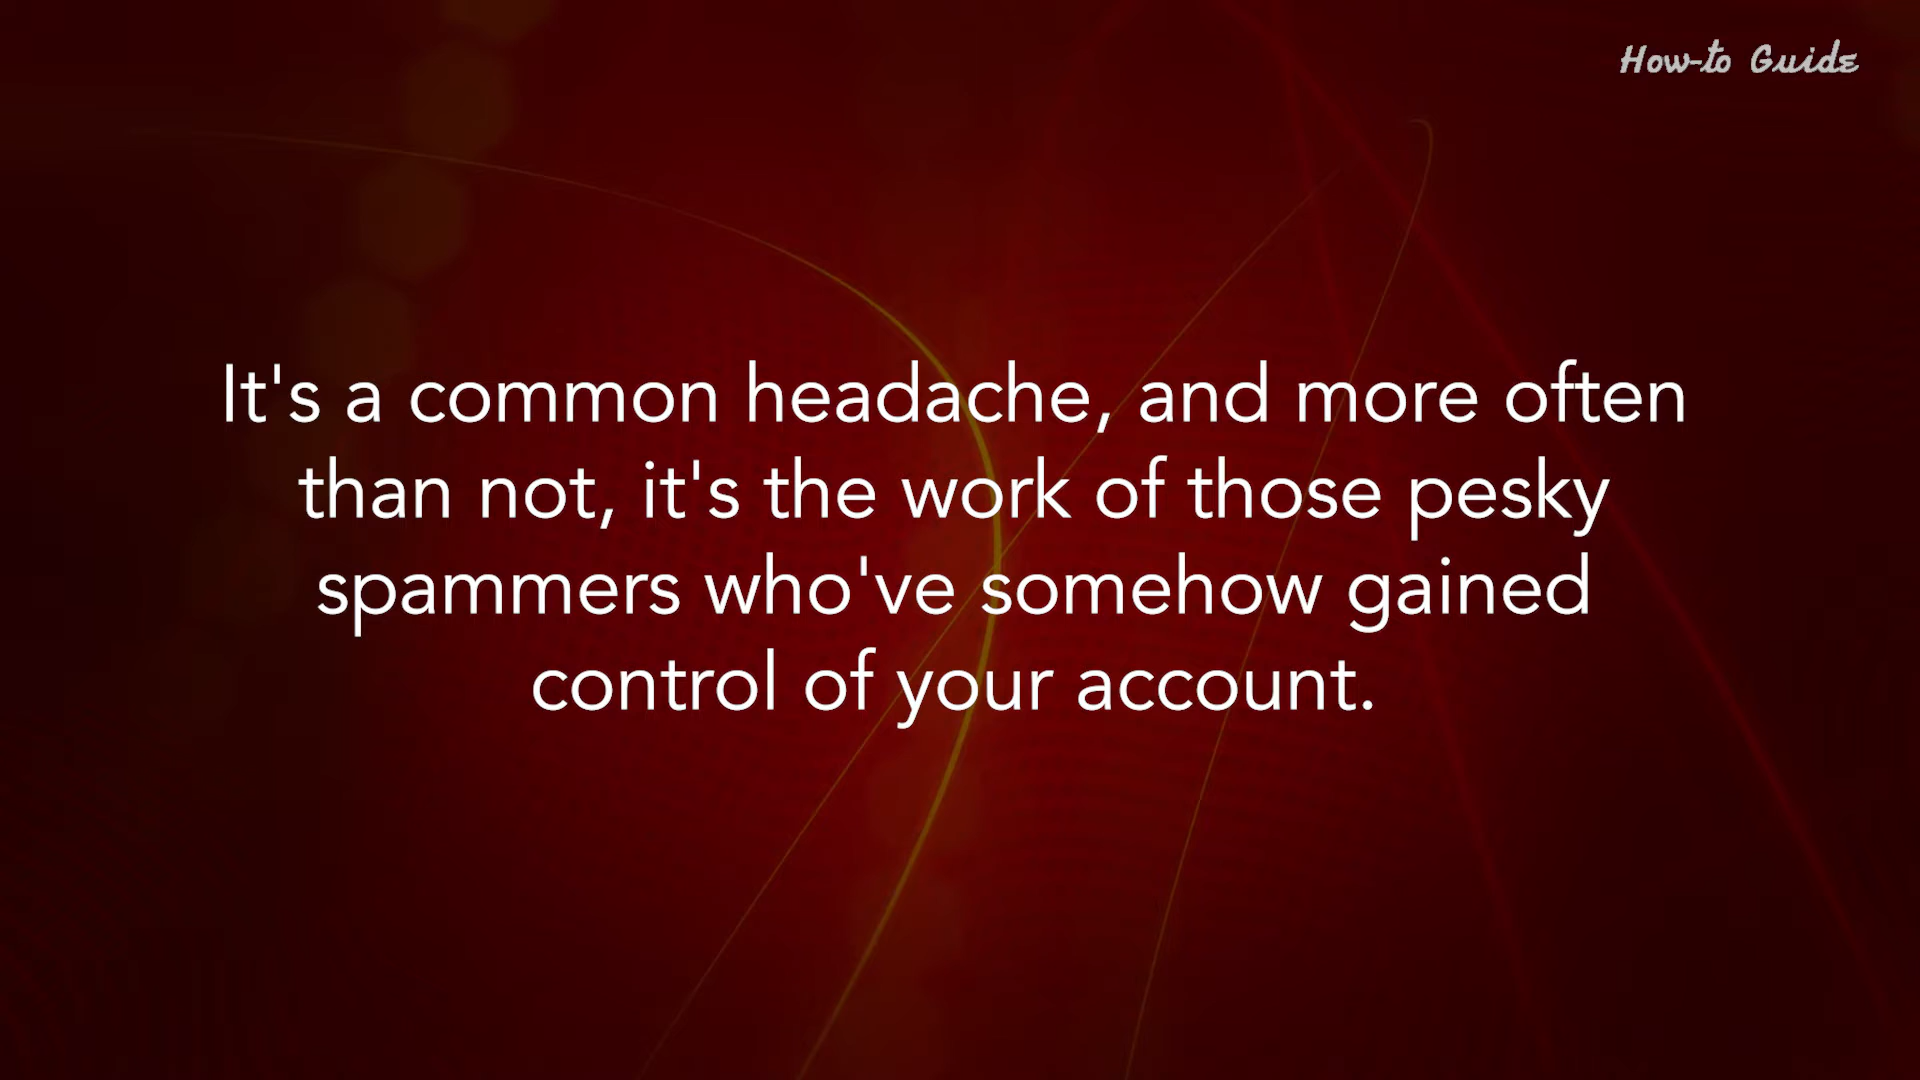 How-to Guide
It's a common headache, and more often
than not, it's the work of those pesky
spammers who've somehow gained
control of your account.